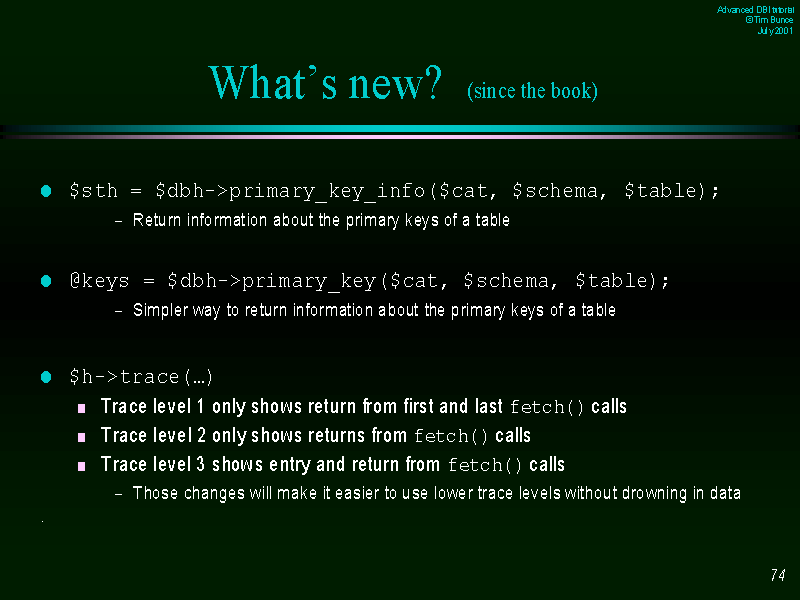 Advanced DBI tutorial
© Tim Bunce
July 2001
What's new? (since the book)
$sth = $dbh->primary_key_info($cat, $schema, $table);
– Return information about the primary keys of a table
@keys = $dbh->primary_key($cat, $schema, $table);
– Simpler way to return information about the primary keys of a table
$h->trace(…)
Trace level 1 only shows return from first and last fetch() calls
Trace level 2 only shows returns from fetch() calls
Trace level 3 shows entry and return from fetch() calls
– Those changes will make it easier to use lower trace levels without drowning in data
.
74